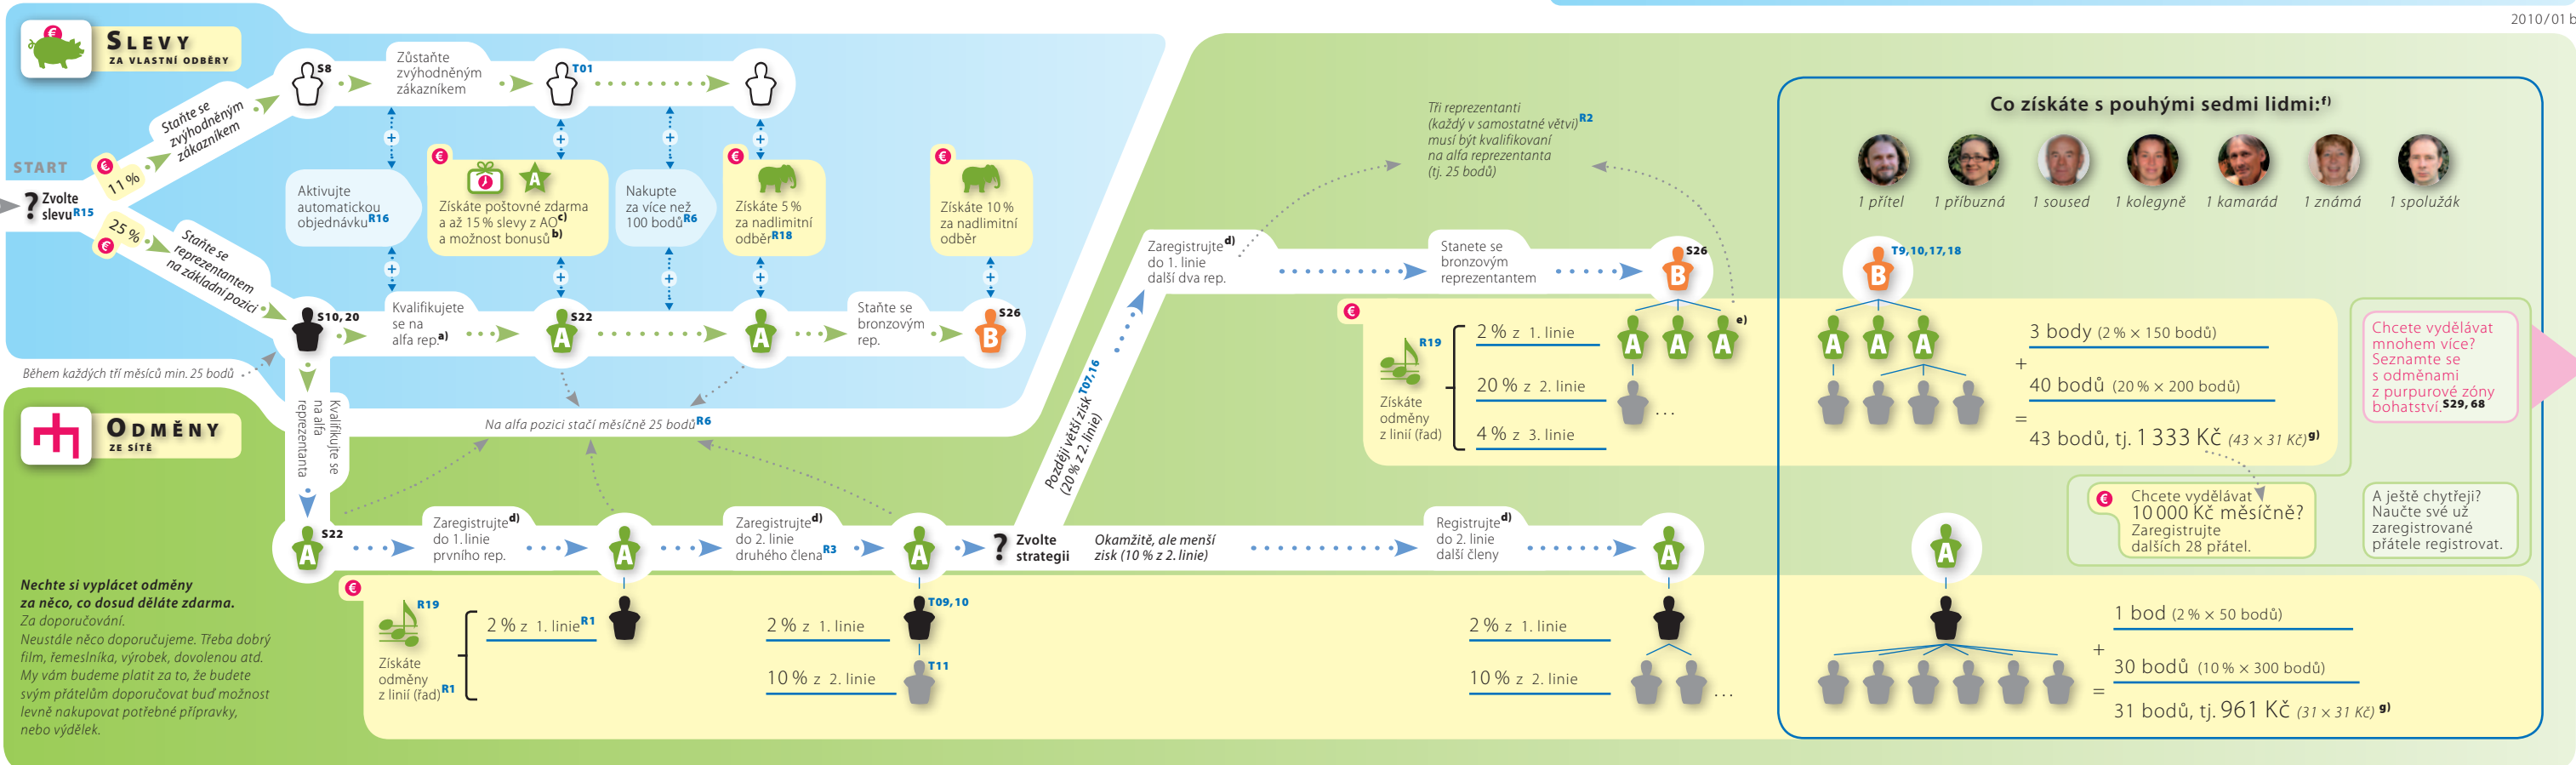 2010/01 b
SLEVY
ZA VLASTNÍ ODBĚRY
START
? Zvolte
slevu R15
11 %
Staňte se
zvýhodněným
zákazníkem
S8
Zůstaňte
zvýhodněným
zákazníkem
T01
25 %
Staňte se
reprezentantem
na základní pozici
Aktivujte
automatickou
objednávku R16
Získáte poštovné zdarma
a až 15 % slevy z AO c)
a možnost bonusů b)
Nakupte
za více než
100 bodů R6
Získáte 5 %
za nadlimitní
odběr R18
Získáte 10 %
za nadlimitní
odběr
S10, 20
Kvalifikujete
se na
alfa rep. a)
A
S22
A
Staňte se
bronzovým
rep.
B
S26
Během každých tří měsíců min. 25 bodů
Na alfa pozici stačí měsíčně 25 bodů R6
ODMĚNY
ZE SÍTĚ
Kvalifikujte se
na alfa
reprezentanta
A
S22
Zaregistrujte d)
do 1. linie
prvního rep.
A
Zaregistrujte d)
do 2. linie
druhého člena R3
A
? Zvolte
strategii
Později větší zisk T07,16
(20 % z 2. linie)
Okamžitě, ale menší
zisk (10 % z 2. linie)
Registrujte d)
do 2. linie
další členy
A
Nechte si vyplácet odměny
za něco, co dosud děláte zdarma.
Za doporučování.
Neustále něco doporučujeme. Třeba dobrý
film, řemeslníka, výrobek, dovolenou atd.
My vám budeme platit za to, že budete
svým přátelům doporučovat buď možnost
levně nakupovat potřebné přípravky,
nebo výdělek.
R19
Získáte
odměny
z linií (řad) R1
2 % z 1. linie R1
2 % z 1. linie
10 % z 2. linie
T09, 10
T11
2 % z 1. linie
10 % z 2. linie
...
Zaregistrujte d)
do 1. linie
další dva rep.
Tři reprezentanti
(každý v samostatné větvi) R2
musí být kvalifikovaní
na alfa reprezentanta
(tj. 25 bodů)
Stanete se
bronzovým
reprezentantem
B
S26
A A A e)
R19
Získáte
odměny
z linií (řad)
2 % z 1. linie
20 % z 2. linie
4 % z 3. linie
...
Co získáte s pouhými sedmi lidmi: f)
1 přítel 1 příbuzná 1 soused 1 kolegyně 1 kamarád 1 známá 1 spolužák
B
T9,10,17,18
A A A
3 body (2 % × 150 bodů)
+
40 bodů (20 % × 200 bodů)
=
43 bodů, tj. 1 333 Kč (43 × 31 Kč) g)
Chcete vydělávat
mnohem více?
Seznamte se
s odměnami
z purpurové zóny
bohatství. S29, 68
Chcete vydělávat
10 000 Kč měsíčně?
Zaregistrujte
dalších 28 přátel.
A ještě chytřeji?
Naučte své už
zaregistrované
přátele registrovat.
A
1 bod (2 % × 50 bodů)
+
30 bodů (10 % × 300 bodů)
=
31 bodů, tj. 961 Kč (31 × 31 Kč) g)